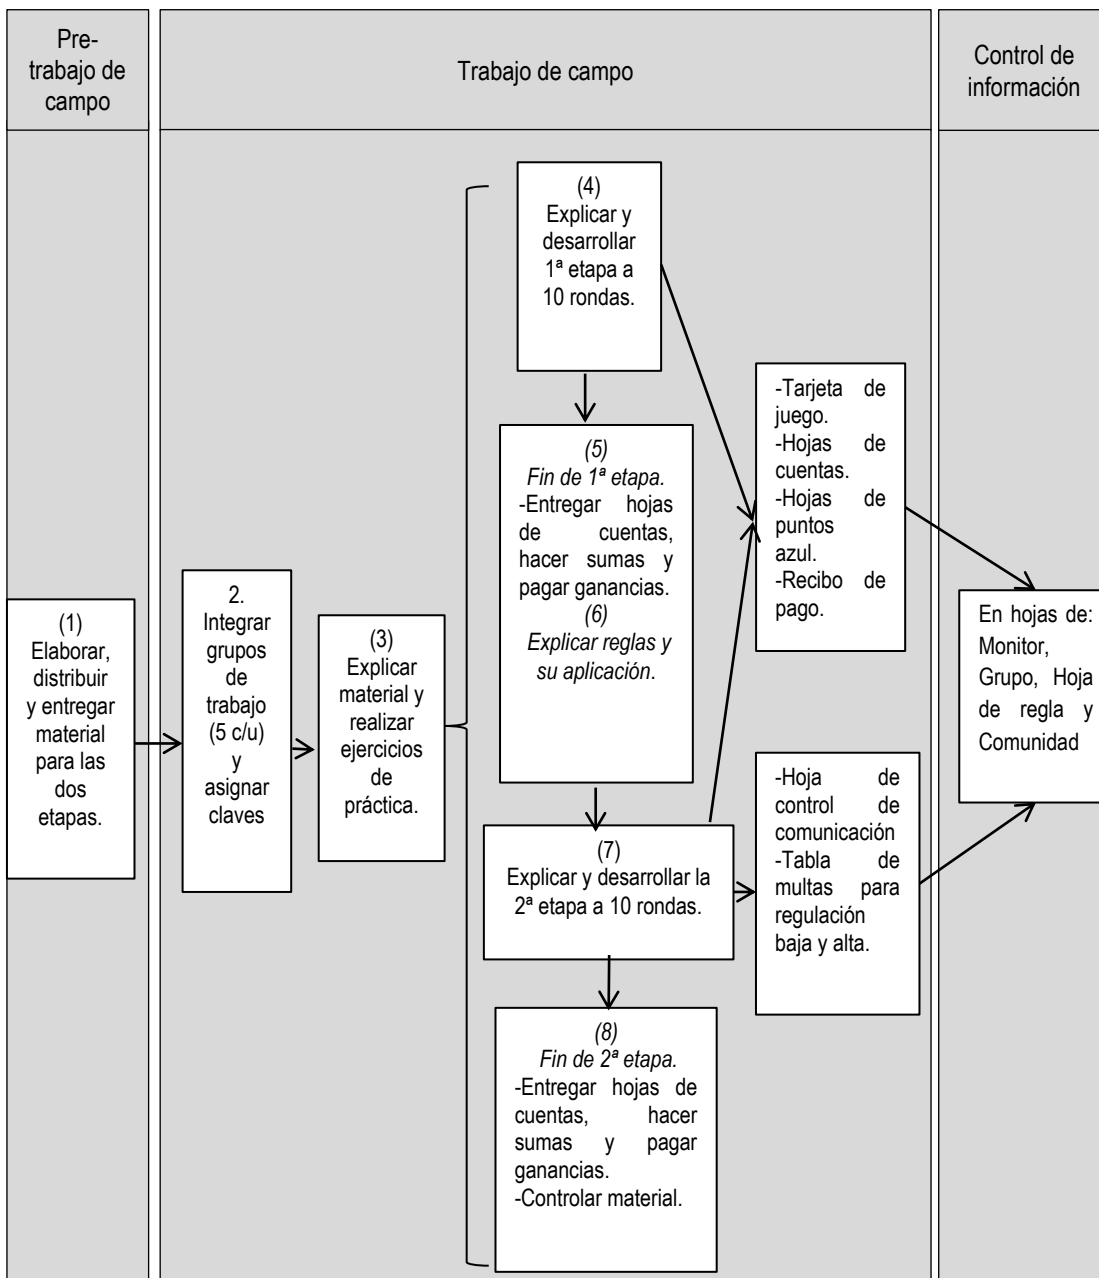 Pre-
trabajo de
campo
Trabajo de campo
Control de
información
(1)
Elaborar,
distribuir
y entregar
material
para las
dos
etapas.
2.
Integrar
grupos
de
trabajo
(5 c/u)
y
asignar
claves
(3)
Explicar
material y
realizar
ejercicios
de
práctica.
(4)
Explicar y
desarrollar
1ª etapa a
10 rondas.
(5)
Fin de 1ª etapa.
-Entregar hojas
de cuentas,
hacer sumas y
pagar ganancias.
(6)
Explicar reglas y
su aplicación.
(7)
Explicar y desarrollar la
2ª etapa a 10 rondas.
(8)
Fin de 2ª etapa.
-Entregar hojas de
cuentas, hacer
sumas y pagar
ganancias.
-Controlar material.
-Tarjeta de
juego.
-Hojas de
cuentas.
-Hojas de
puntos
azul.
-Recibo de
pago.
-Hoja de
control de
comunicación
-Tabla de
multas para
regulación
baja y alta.
En hojas de:
Monitor,
Grupo, Hoja
de regla y
Comunidad